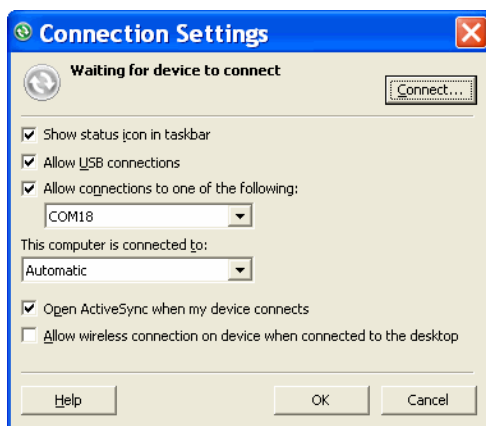 Connection Settings
Waiting for device to connect
Connect...
Show status icon in taskbar
Allow USB connections
Allow connections to one of the following:
COM18
This computer is connected to:
Automatic
Open ActiveSync when my device connects
Allow wireless connection on device when connected to the desktop
Help OK Cancel